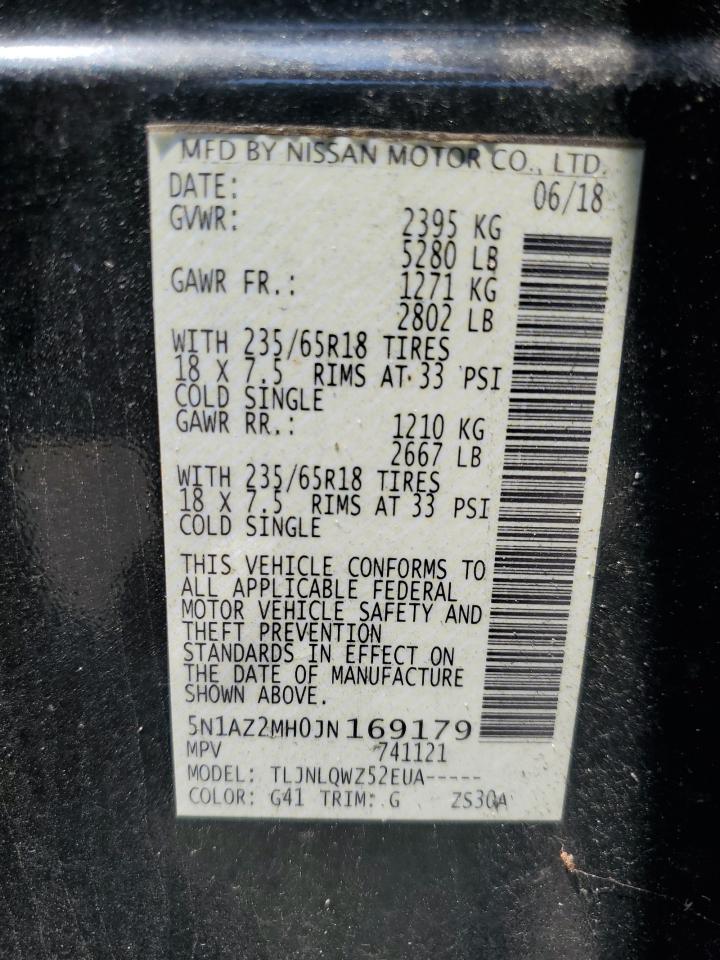 MFD BY NISSAN MOTOR CO., LTD.
DATE: 06/18
GVWR: 2395 KG
5280 LB
GAWR FR.: 1271 KG
2802 LB
WITH 235/65R18 TIRES
18 X 7.5 RIMS AT 33 PSI
COLD SINGLE
GAWR RR.: 1210 KG
2667 LB
WITH 235/65R18 TIRES
18 X 7.5 RIMS AT 33 PSI
COLD SINGLE
THIS VEHICLE CONFORMS TO
ALL APPLICABLE FEDERAL
MOTOR VEHICLE SAFETY AND
THEFT PREVENTION
STANDARDS IN EFFECT ON
THE DATE OF MANUFACTURE
SHOWN ABOVE.
5N1AZ2MH0JN169179
MPV 741121
MODEL: TLJNLQWZ52EUA-----
COLOR: G41 TRIM: G ZS30A